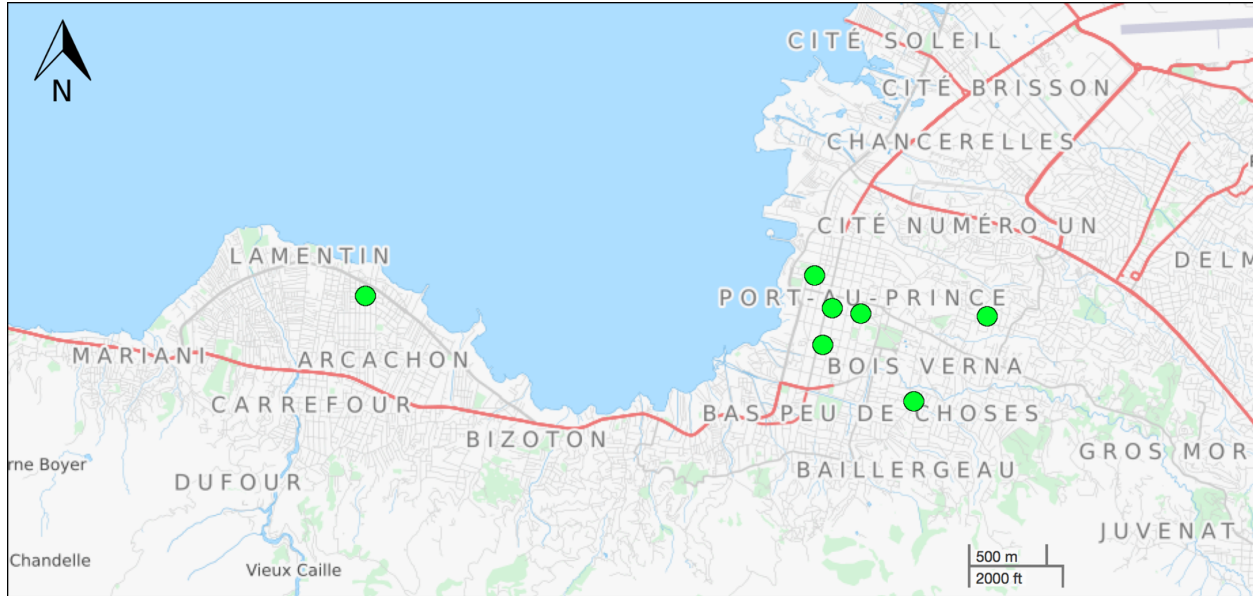 CITÉ SOLEIL
N
CITÉ BRISSON
CHANCERELLES
CITÉ NUMÉRO UN
LAMENTIN
DELM
PORT-AU-PRINCE
MARIANI
ARCACHON
BOIS VERNA
CARREFOUR
BAS PEU DE CHOSES
BIZOTON
GROS MOR
rne Boyer
BAILLERGEAU
DUFOUR
JUVENAT
Chandelle
Vieux Caille
500 m
2000 ft